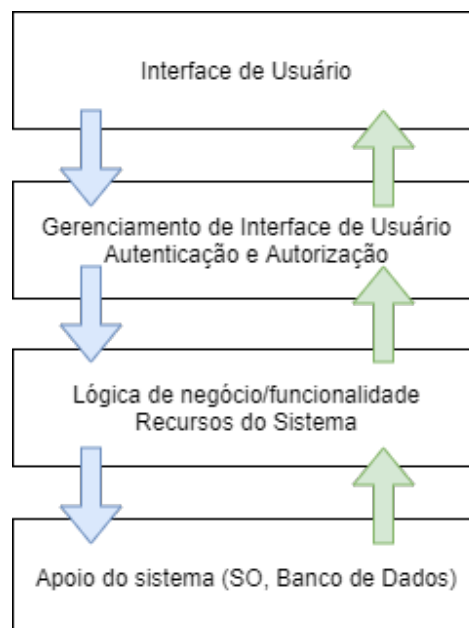 Interface de Usuário
Gerenciamento de Interface de Usuário
Autenticação e Autorização
Lógica de negócio/funcionalidade
Recursos do Sistema
Apoio do sistema (SO, Banco de Dados)